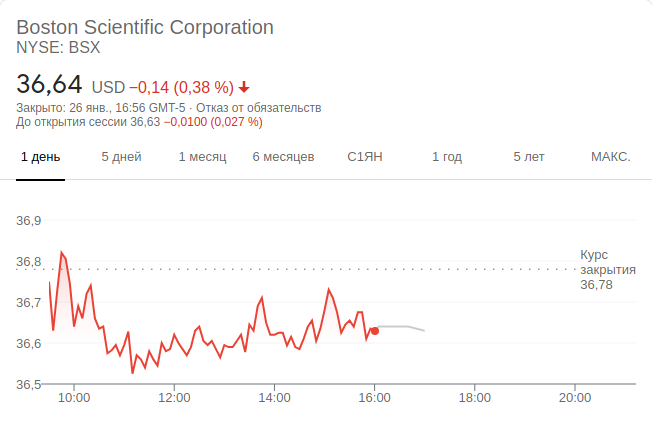 Boston Scientific Corporation
NYSE: BSX
36,64 USD −0,14 (0,38 %)
Закрыто: 26 янв., 16:56 GMT-5 · Отказ от обязательств
До открытия сессии 36,63 −0,0100 (0,027 %)
1 день 5 дней 1 месяц 6 месяцев С1ЯН 1 год 5 лет МАКС.
36,9
36,8
36,7
36,6
36,5
Курс
закрытия
36,78
10:00 12:00 14:00 16:00 18:00 20:00